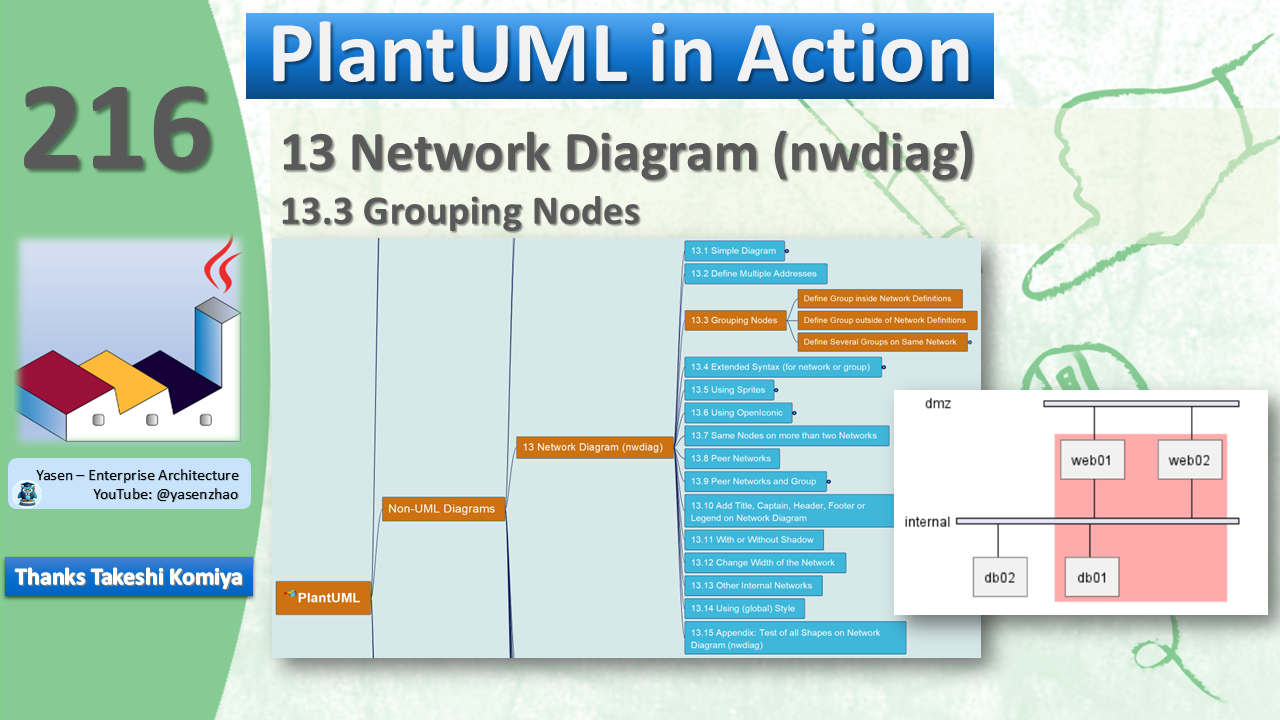 PlantUML in Action
216
13 Network Diagram (nwdiag)
13.3 Grouping Nodes
13.1 Simple Diagram
13.2 Define Multiple Addresses
13.3 Grouping Nodes
Define Group inside Network Definitions
Define Group outside of Network Definitions
Define Several Groups on Same Network
13.4 Extended Syntax (for network or group)
13.5 Using Sprites
13.6 Using OpenIconic
13.7 Same Nodes on more than two Networks
13 Network Diagram (nwdiag)
13.8 Peer Networks
13.9 Peer Networks and Group
13.10 Add Title, Captain, Header, Footer or
Legend on Network Diagram
13.11 With or Without Shadow
13.12 Change Width of the Network
13.13 Other Internal Networks
13.14 Using (global) Style
13.15 Appendix: Test of all Shapes on Network
Diagram (nwdiag)
Non-UML Diagrams
PlantUML
dmz
web01
web02
internal
db02
db01
Yasen – Enterprise Architecture
YouTube: @yasenzhao
Thanks Takeshi Komiya